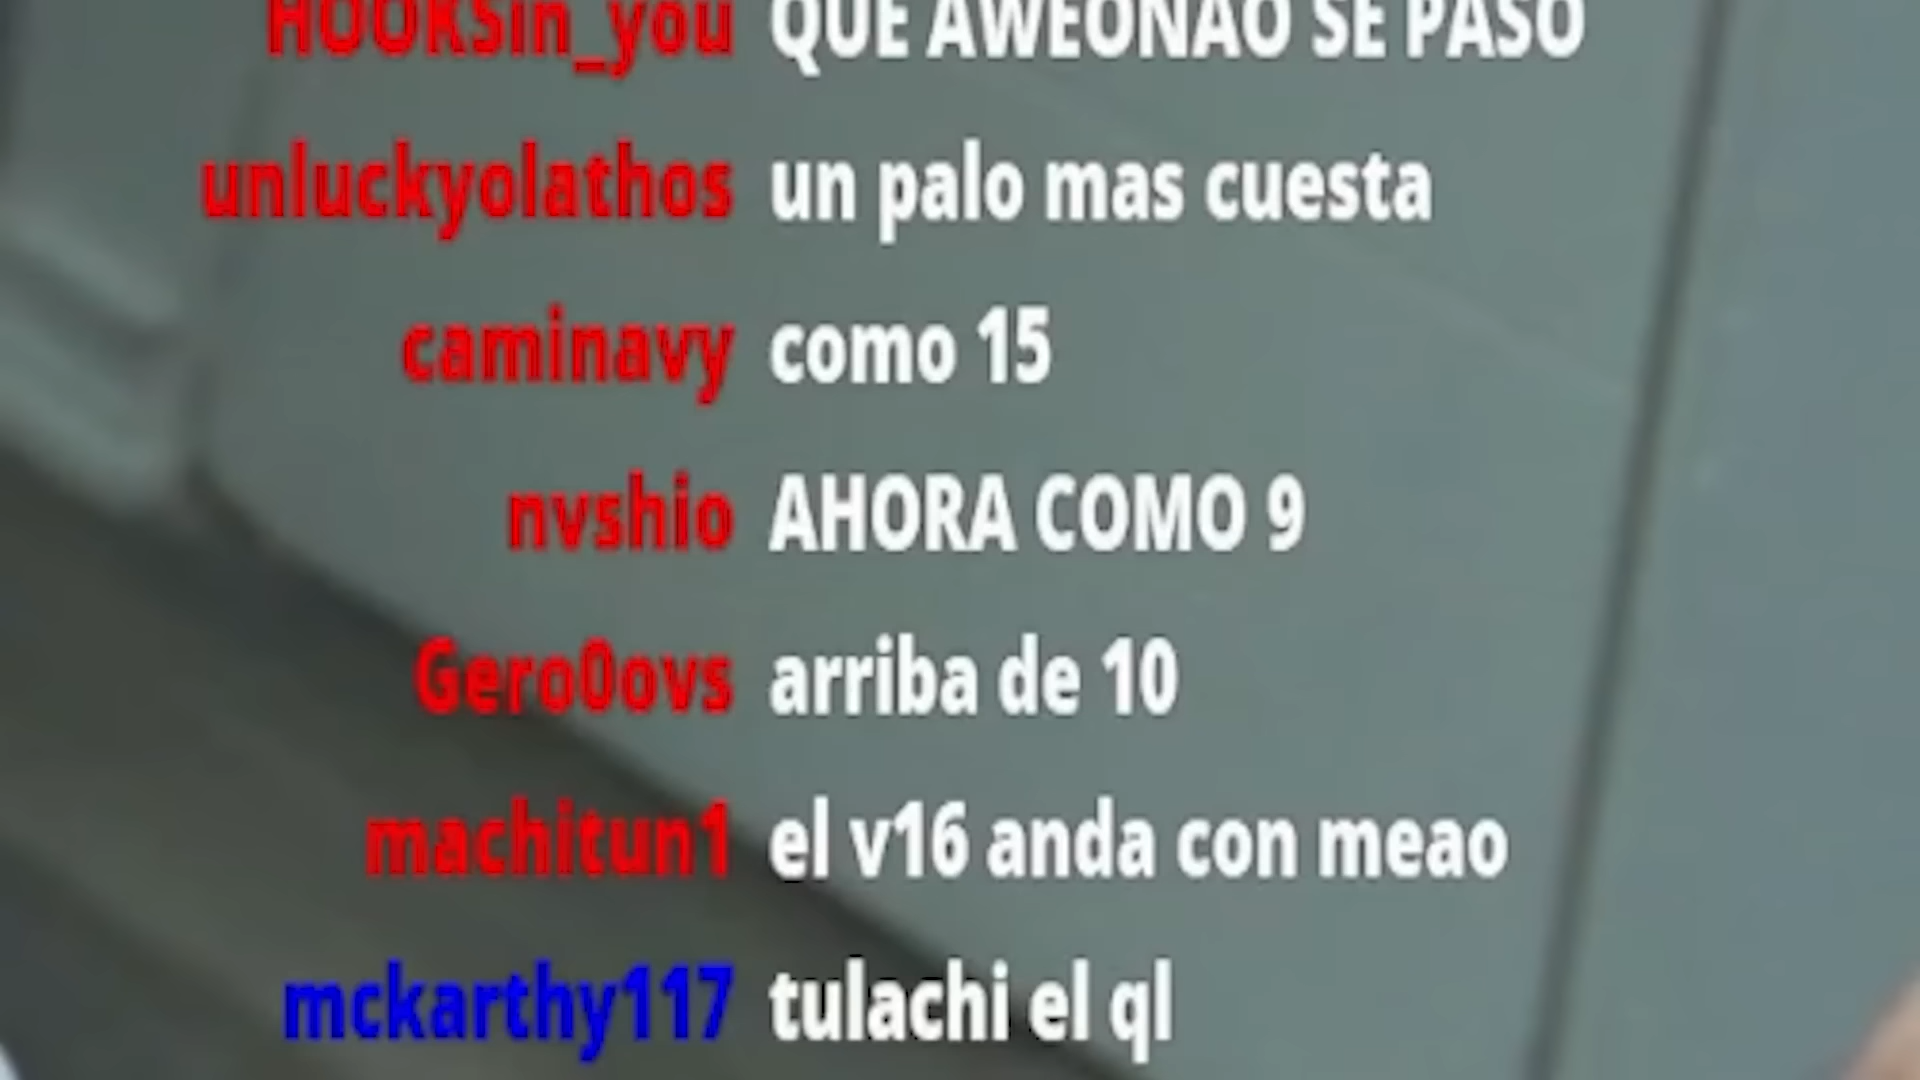 HOOKSin_you QUE AWEONAO SE PASO
unluckyolathos un palo mas cuesta
caminavy como 15
nvshio AHORA COMO 9
Gero0ovs arriba de 10
machitun1 el v16 anda con meao
mckarthy117 tulachi el ql